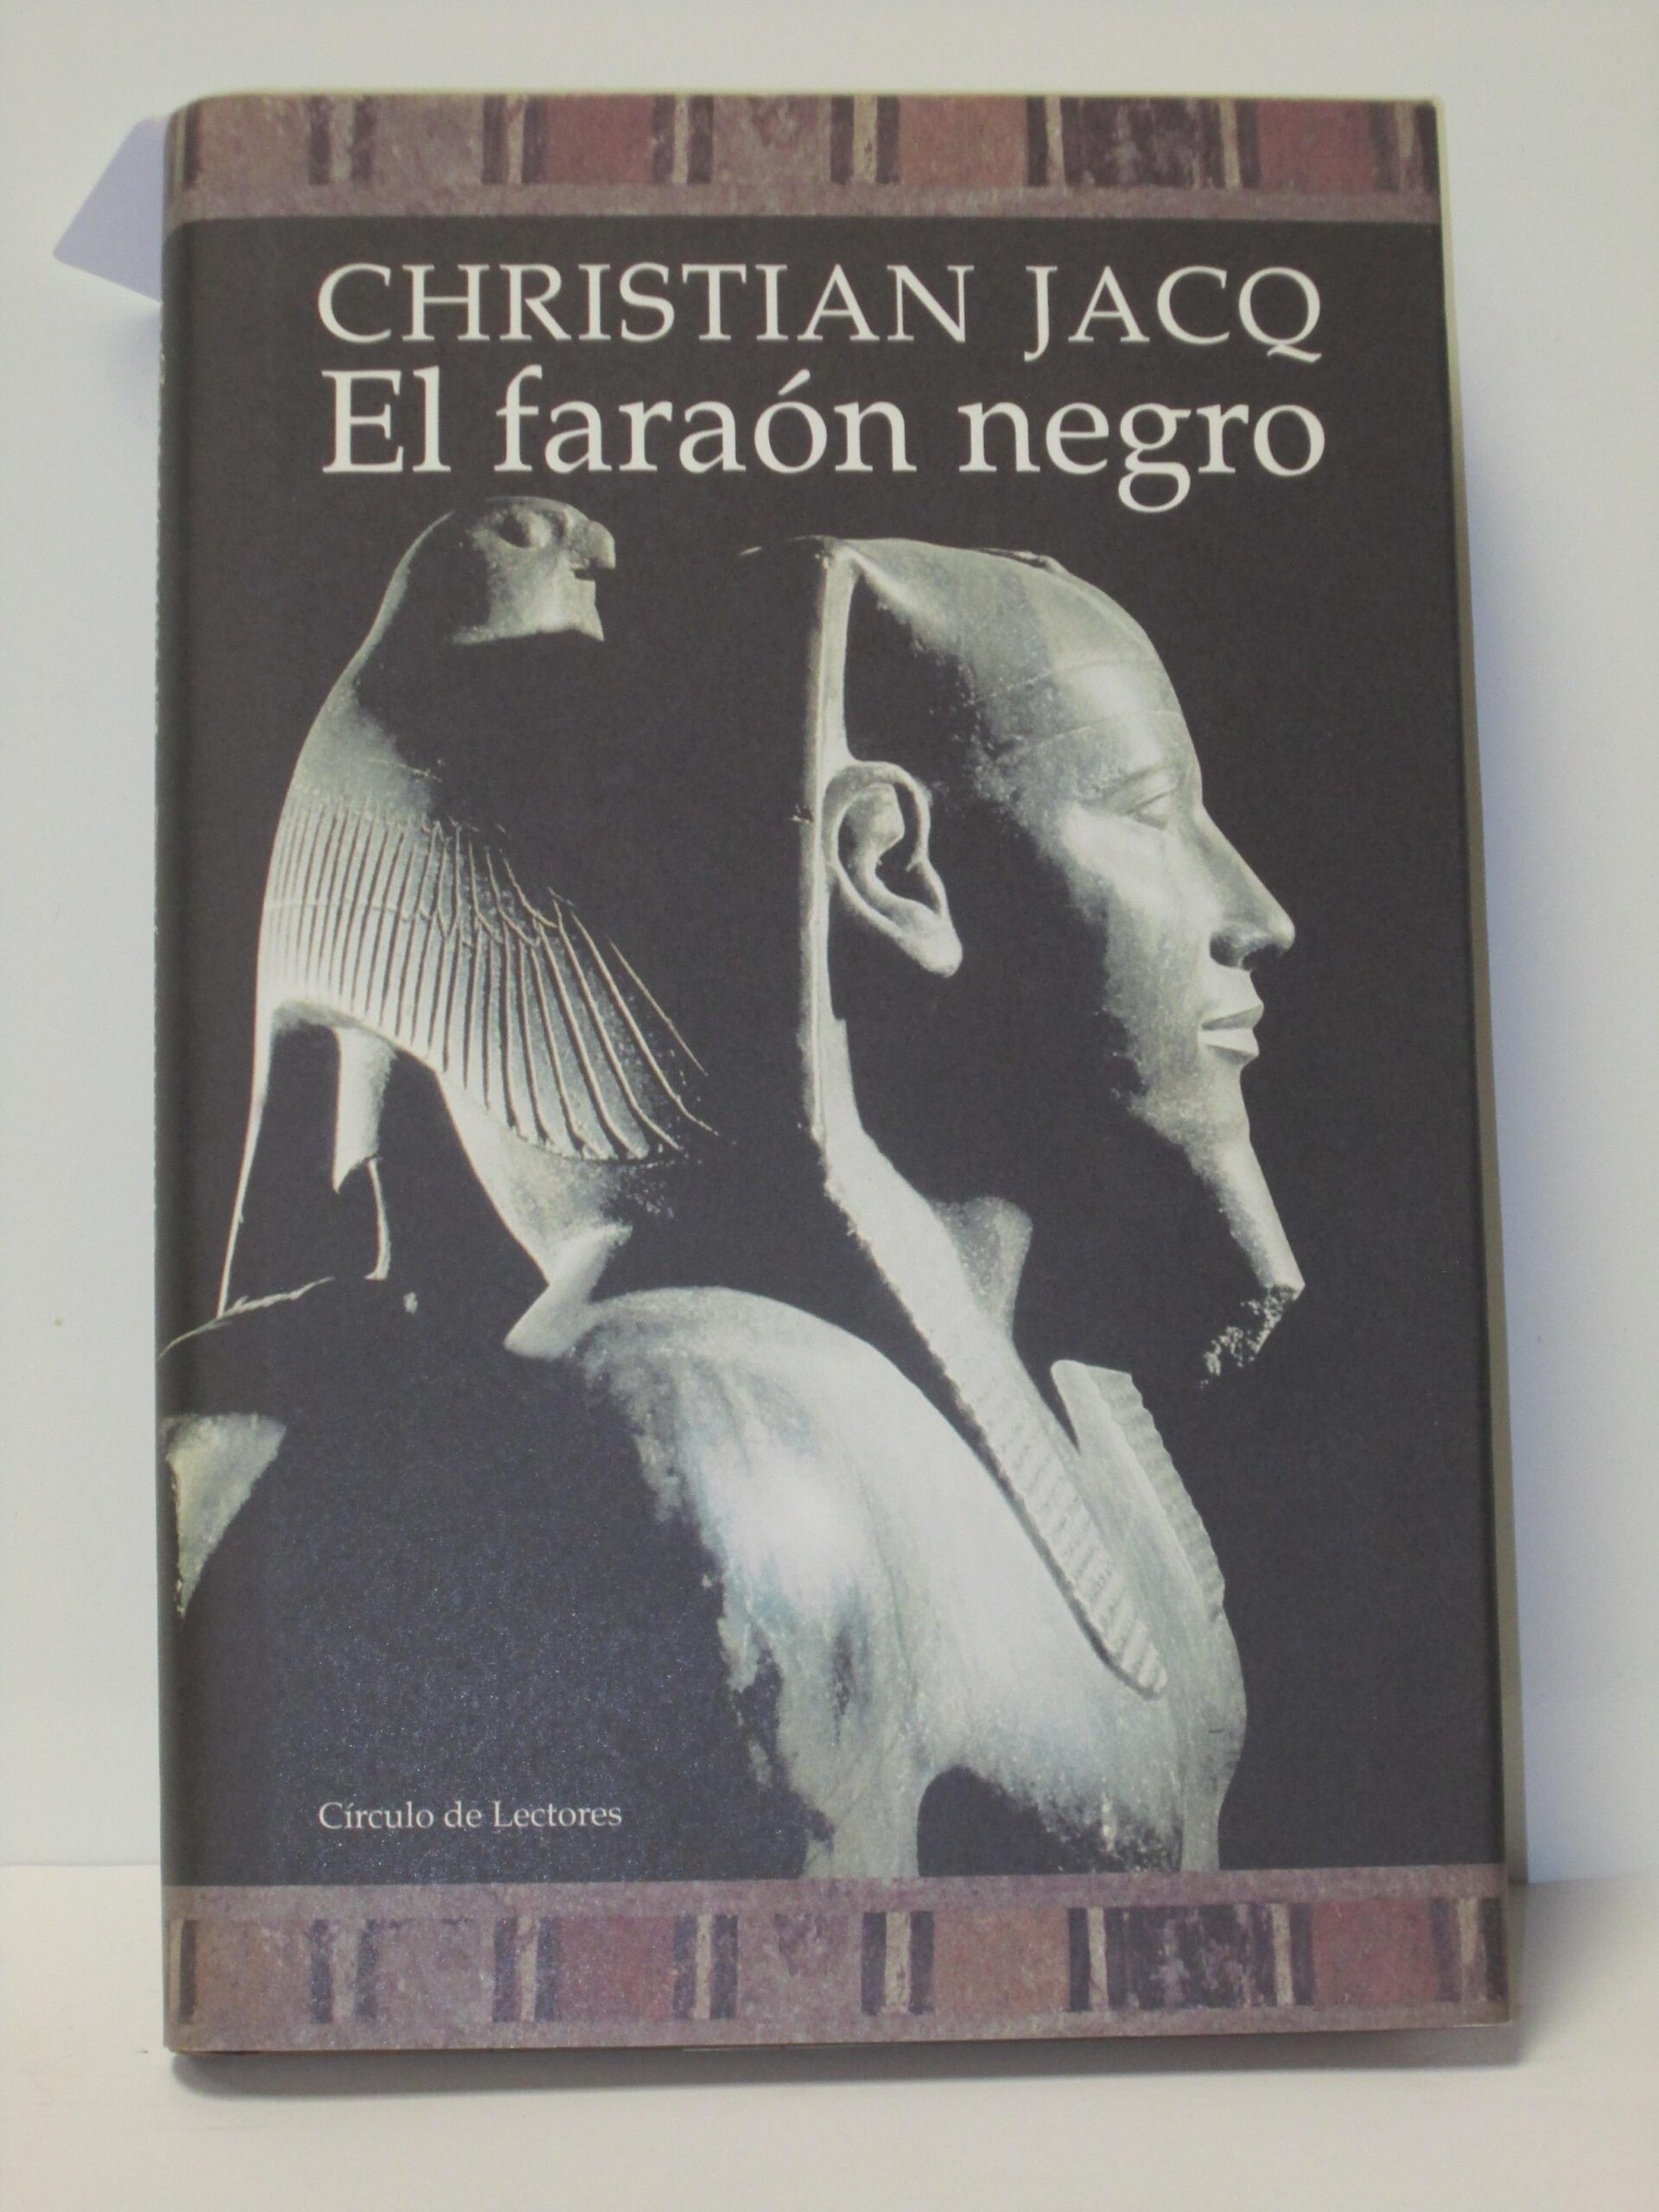 CHRISTIAN JACQ
El faraón negro
Círculo de Lectores